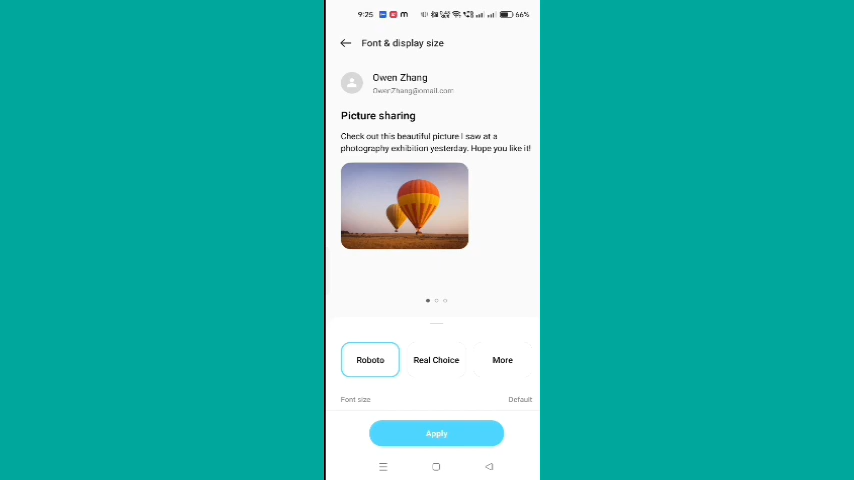 9:25 m 66%
Font & display size
Owen Zhang
OwenZhang@omail.com
Picture sharing
Check out this beautiful picture I saw at a
photography exhibition yesterday. Hope you like it!
Roboto Real Choice More
Font size Default
Apply